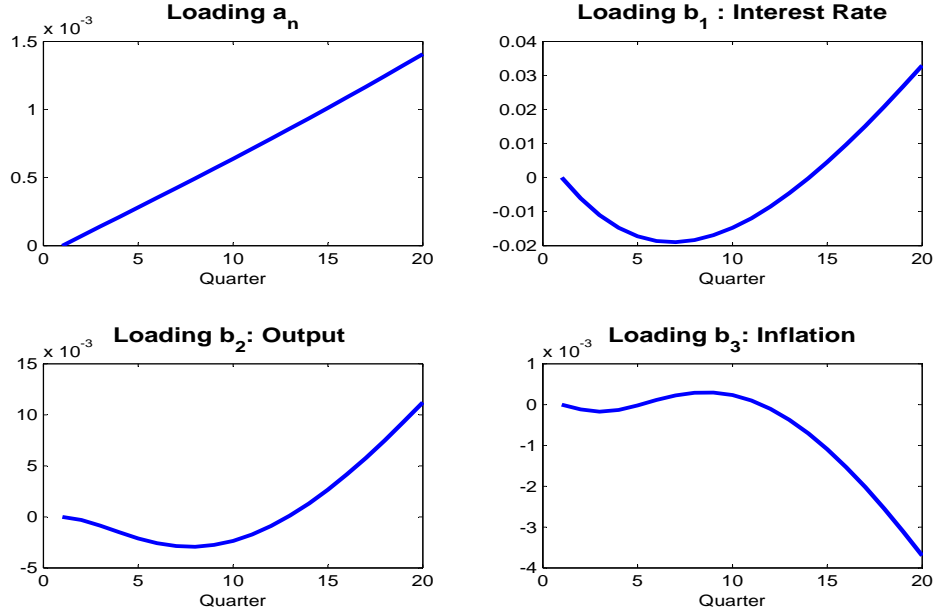 Loading a_n
x 10^-3
1.5
1
0.5
0
0 5 10 15 20
Quarter
Loading b_1 : Interest Rate
0.04
0.03
0.02
0.01
0
-0.01
-0.02
0 5 10 15 20
Quarter
Loading b_2: Output
x 10^-3
15
10
5
0
-5
0 5 10 15 20
Quarter
Loading b_3: Inflation
x 10^-3
1
0
-1
-2
-3
-4
0 5 10 15 20
Quarter